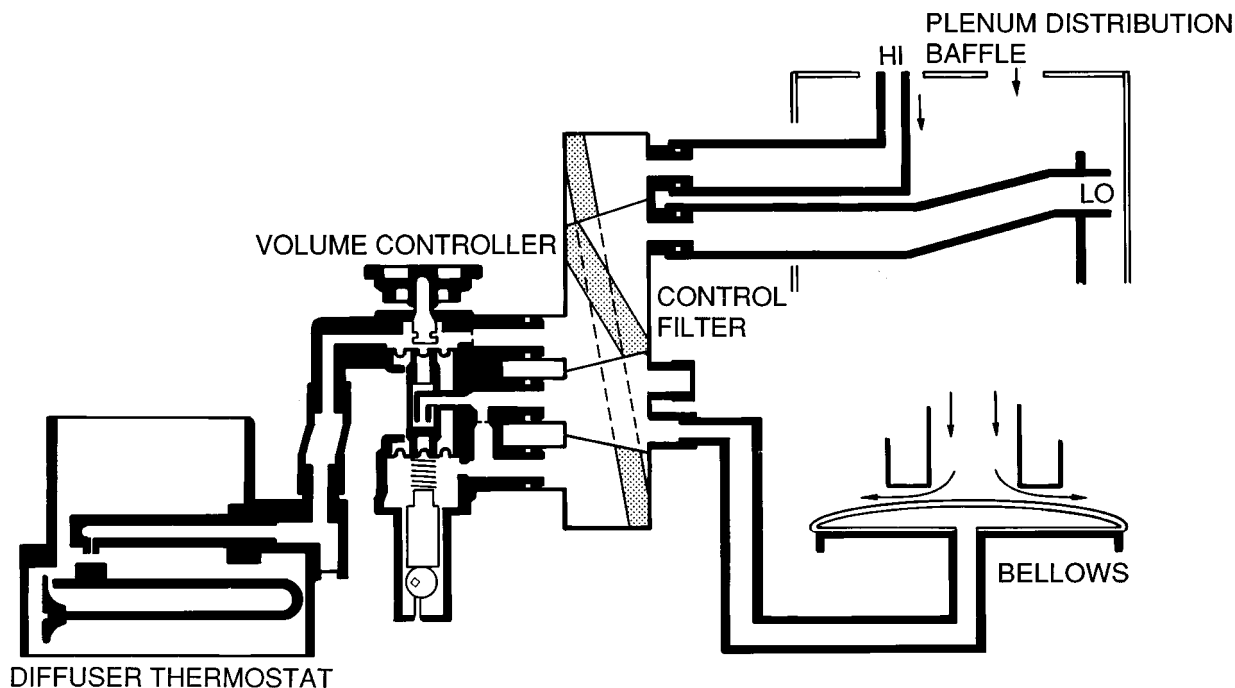 PLENUM DISTRIBUTION
HI BAFFLE
LO
VOLUME CONTROLLER
CONTROL
FILTER
BELLOWS
DIFFUSER THERMOSTAT